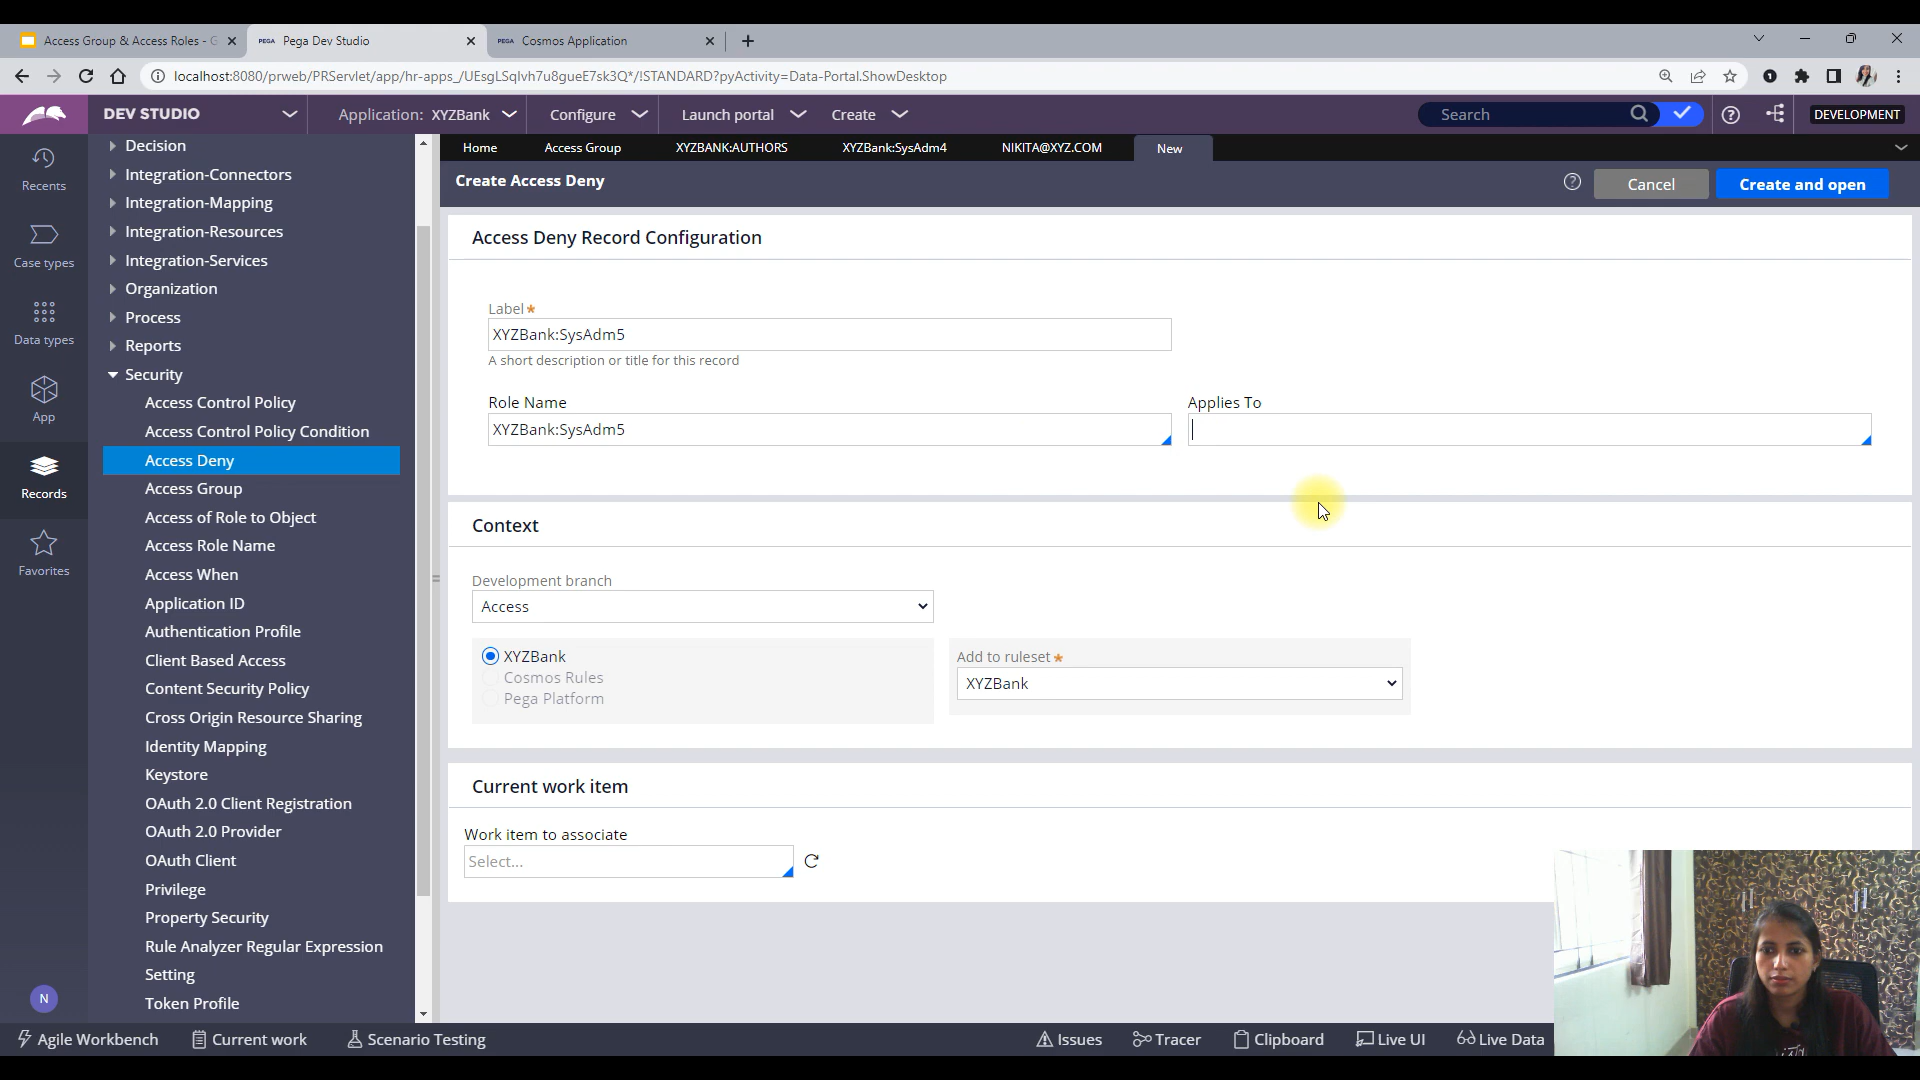 Access Group & Access Roles - G
PEGA Pega Dev Studio
PEGA Cosmos Application
localhost:8080/prweb/PRServlet/app/hr-apps_/UEsgLSqIvh7u8gueE7sk3Q*/!STANDARD?pyActivity=Data-Portal.ShowDesktop
DEV STUDIO
Application: XYZBank
Configure
Launch portal
Create
Search
DEVELOPMENT
Recents
Case types
Data types
App
Records
Favorites
N
Decision
Integration-Connectors
Integration-Mapping
Integration-Resources
Integration-Services
Organization
Process
Reports
Security
Access Control Policy
Access Control Policy Condition
Access Deny
Access Group
Access of Role to Object
Access Role Name
Access When
Application ID
Authentication Profile
Client Based Access
Content Security Policy
Cross Origin Resource Sharing
Identity Mapping
Keystore
OAuth 2.0 Client Registration
OAuth 2.0 Provider
OAuth Client
Privilege
Property Security
Rule Analyzer Regular Expression
Setting
Token Profile
Home
Access Group
XYZBANK:AUTHORS
XYZBank:SysAdm4
NIKITA@XYZ.COM
New
Create Access Deny
Cancel
Create and open
Access Deny Record Configuration
Label*
XYZBank:SysAdm5
A short description or title for this record
Role Name
XYZBank:SysAdm5
Applies To
Context
Development branch
Access
XYZBank
Cosmos Rules
Pega Platform
Add to ruleset*
XYZBank
Current work item
Work item to associate
Select...
Agile Workbench
Current work
Scenario Testing
Issues
Tracer
Clipboard
Live UI
Live Data